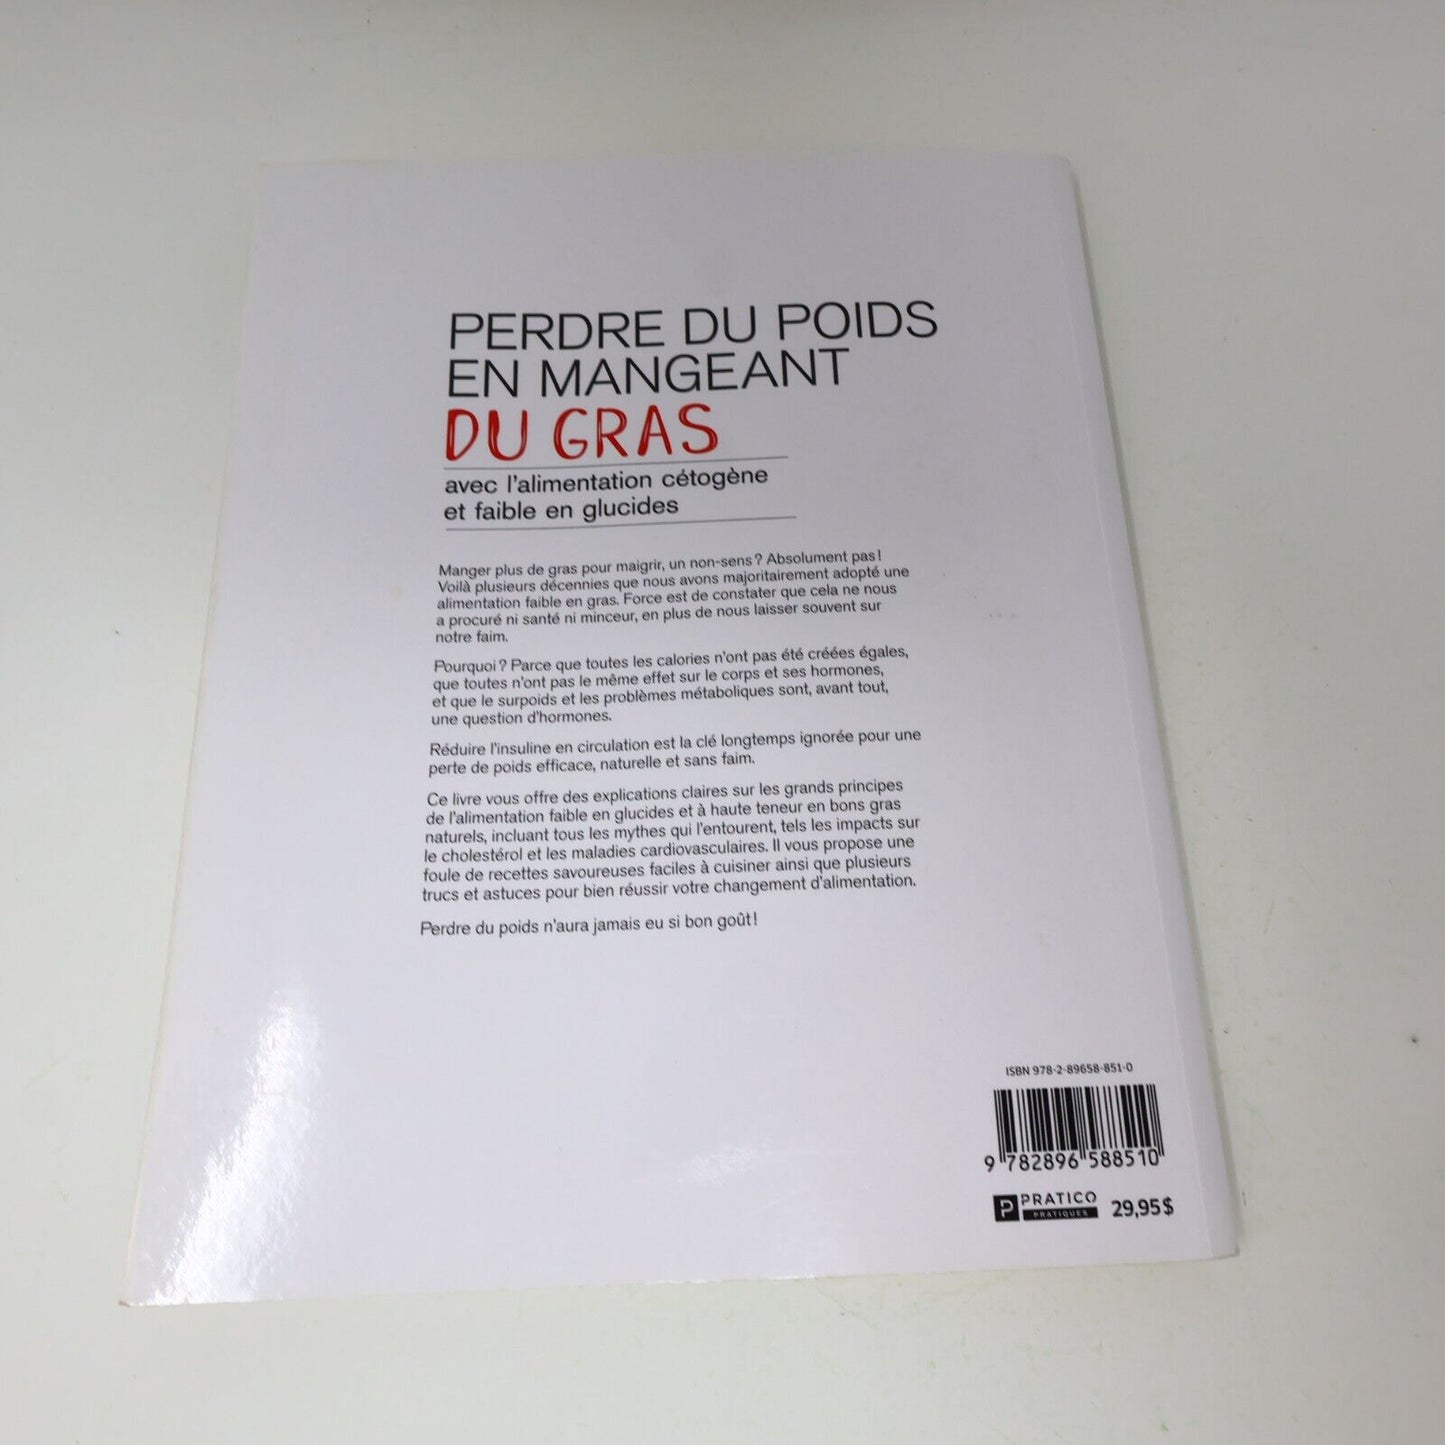 PERDRE DU POIDS
EN MANGEANT
DU GRAS
avec l'alimentation cétogène
et faible en glucides
Manger plus de gras pour maigrir, un non-sens ? Absolument pas !
Voilà plusieurs décennies que nous avons majoritairement adopté une
alimentation faible en gras. Force est de constater que cela ne nous
a procuré ni santé ni minceur, en plus de nous laisser souvent sur
notre faim.
Pourquoi ? Parce que toutes les calories n'ont pas été créées égales,
que toutes n'ont pas le même effet sur le corps et ses hormones,
et que le surpoids et les problèmes métaboliques sont, avant tout,
une question d'hormones.
Réduire l'insuline en circulation est la clé longtemps ignorée pour une
perte de poids efficace, naturelle et sans faim.
Ce livre vous offre des explications claires sur les grands principes
de l'alimentation faible en glucides et à haute teneur en bons gras
naturels, incluant tous les mythes qui l'entourent, tels les impacts sur
le cholestérol et les maladies cardiovasculaires. Il vous propose une
foule de recettes savoureuses faciles à cuisiner ainsi que plusieurs
trucs et astuces pour bien réussir votre changement d'alimentation.
Perdre du poids n'aura jamais eu si bon goût !
ISBN 978-2-89658-851-0
9 782896 588510
P PRATICO
PRATIQUES
29,95 $